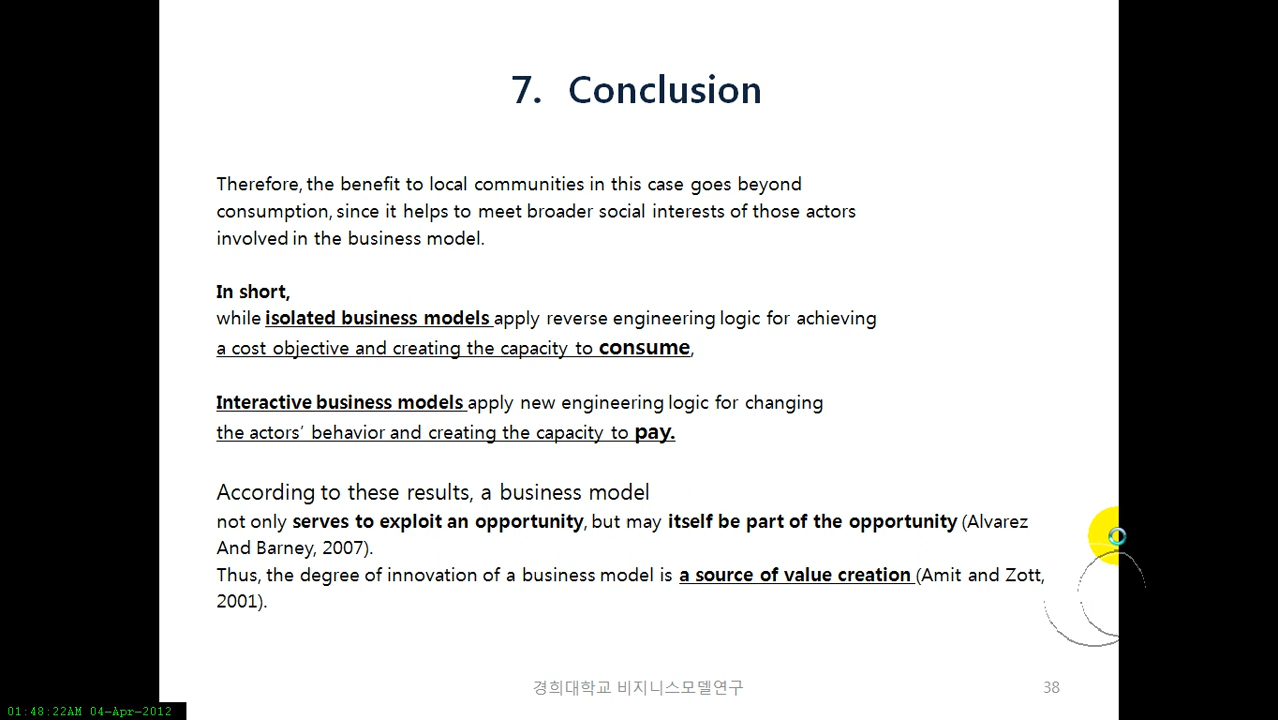 7. Conclusion
Therefore, the benefit to local communities in this case goes beyond
consumption, since it helps to meet broader social interests of those actors
involved in the business model.
In short,
while isolated business models apply reverse engineering logic for achieving
a cost objective and creating the capacity to consume,
Interactive business models apply new engineering logic for changing
the actors' behavior and creating the capacity to pay.
According to these results, a business model
not only serves to exploit an opportunity, but may itself be part of the opportunity (Alvarez
And Barney, 2007).
Thus, the degree of innovation of a business model is a source of value creation (Amit and Zott,
2001).
경희대학교 비지니스모델연구
38
01:48:22AM 04-Apr-2012